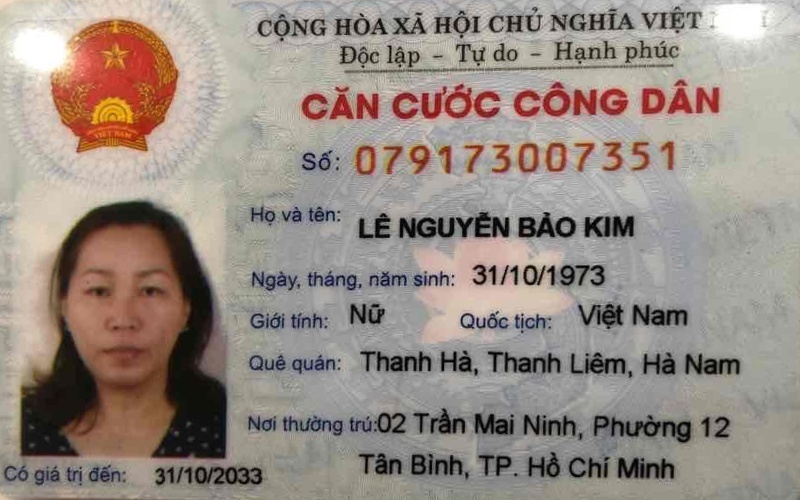 CỘNG HÒA XÃ HỘI CHỦ NGHĨA VIỆT
Độc lập - Tự do - Hạnh phúc
CĂN CƯỚC CÔNG DÂN
Số: 079173007351
Họ và tên: LÊ NGUYỄN BẢO KIM
Ngày, tháng, năm sinh: 31/10/1973
Giới tính: Nữ Quốc tịch: Việt Nam
Quê quán: Thanh Hà, Thanh Liêm, Hà Nam
Nơi thường trú: 02 Trần Mai Ninh, Phường 12
Tân Bình, TP. Hồ Chí Minh
Có giá trị đến: 31/10/2033